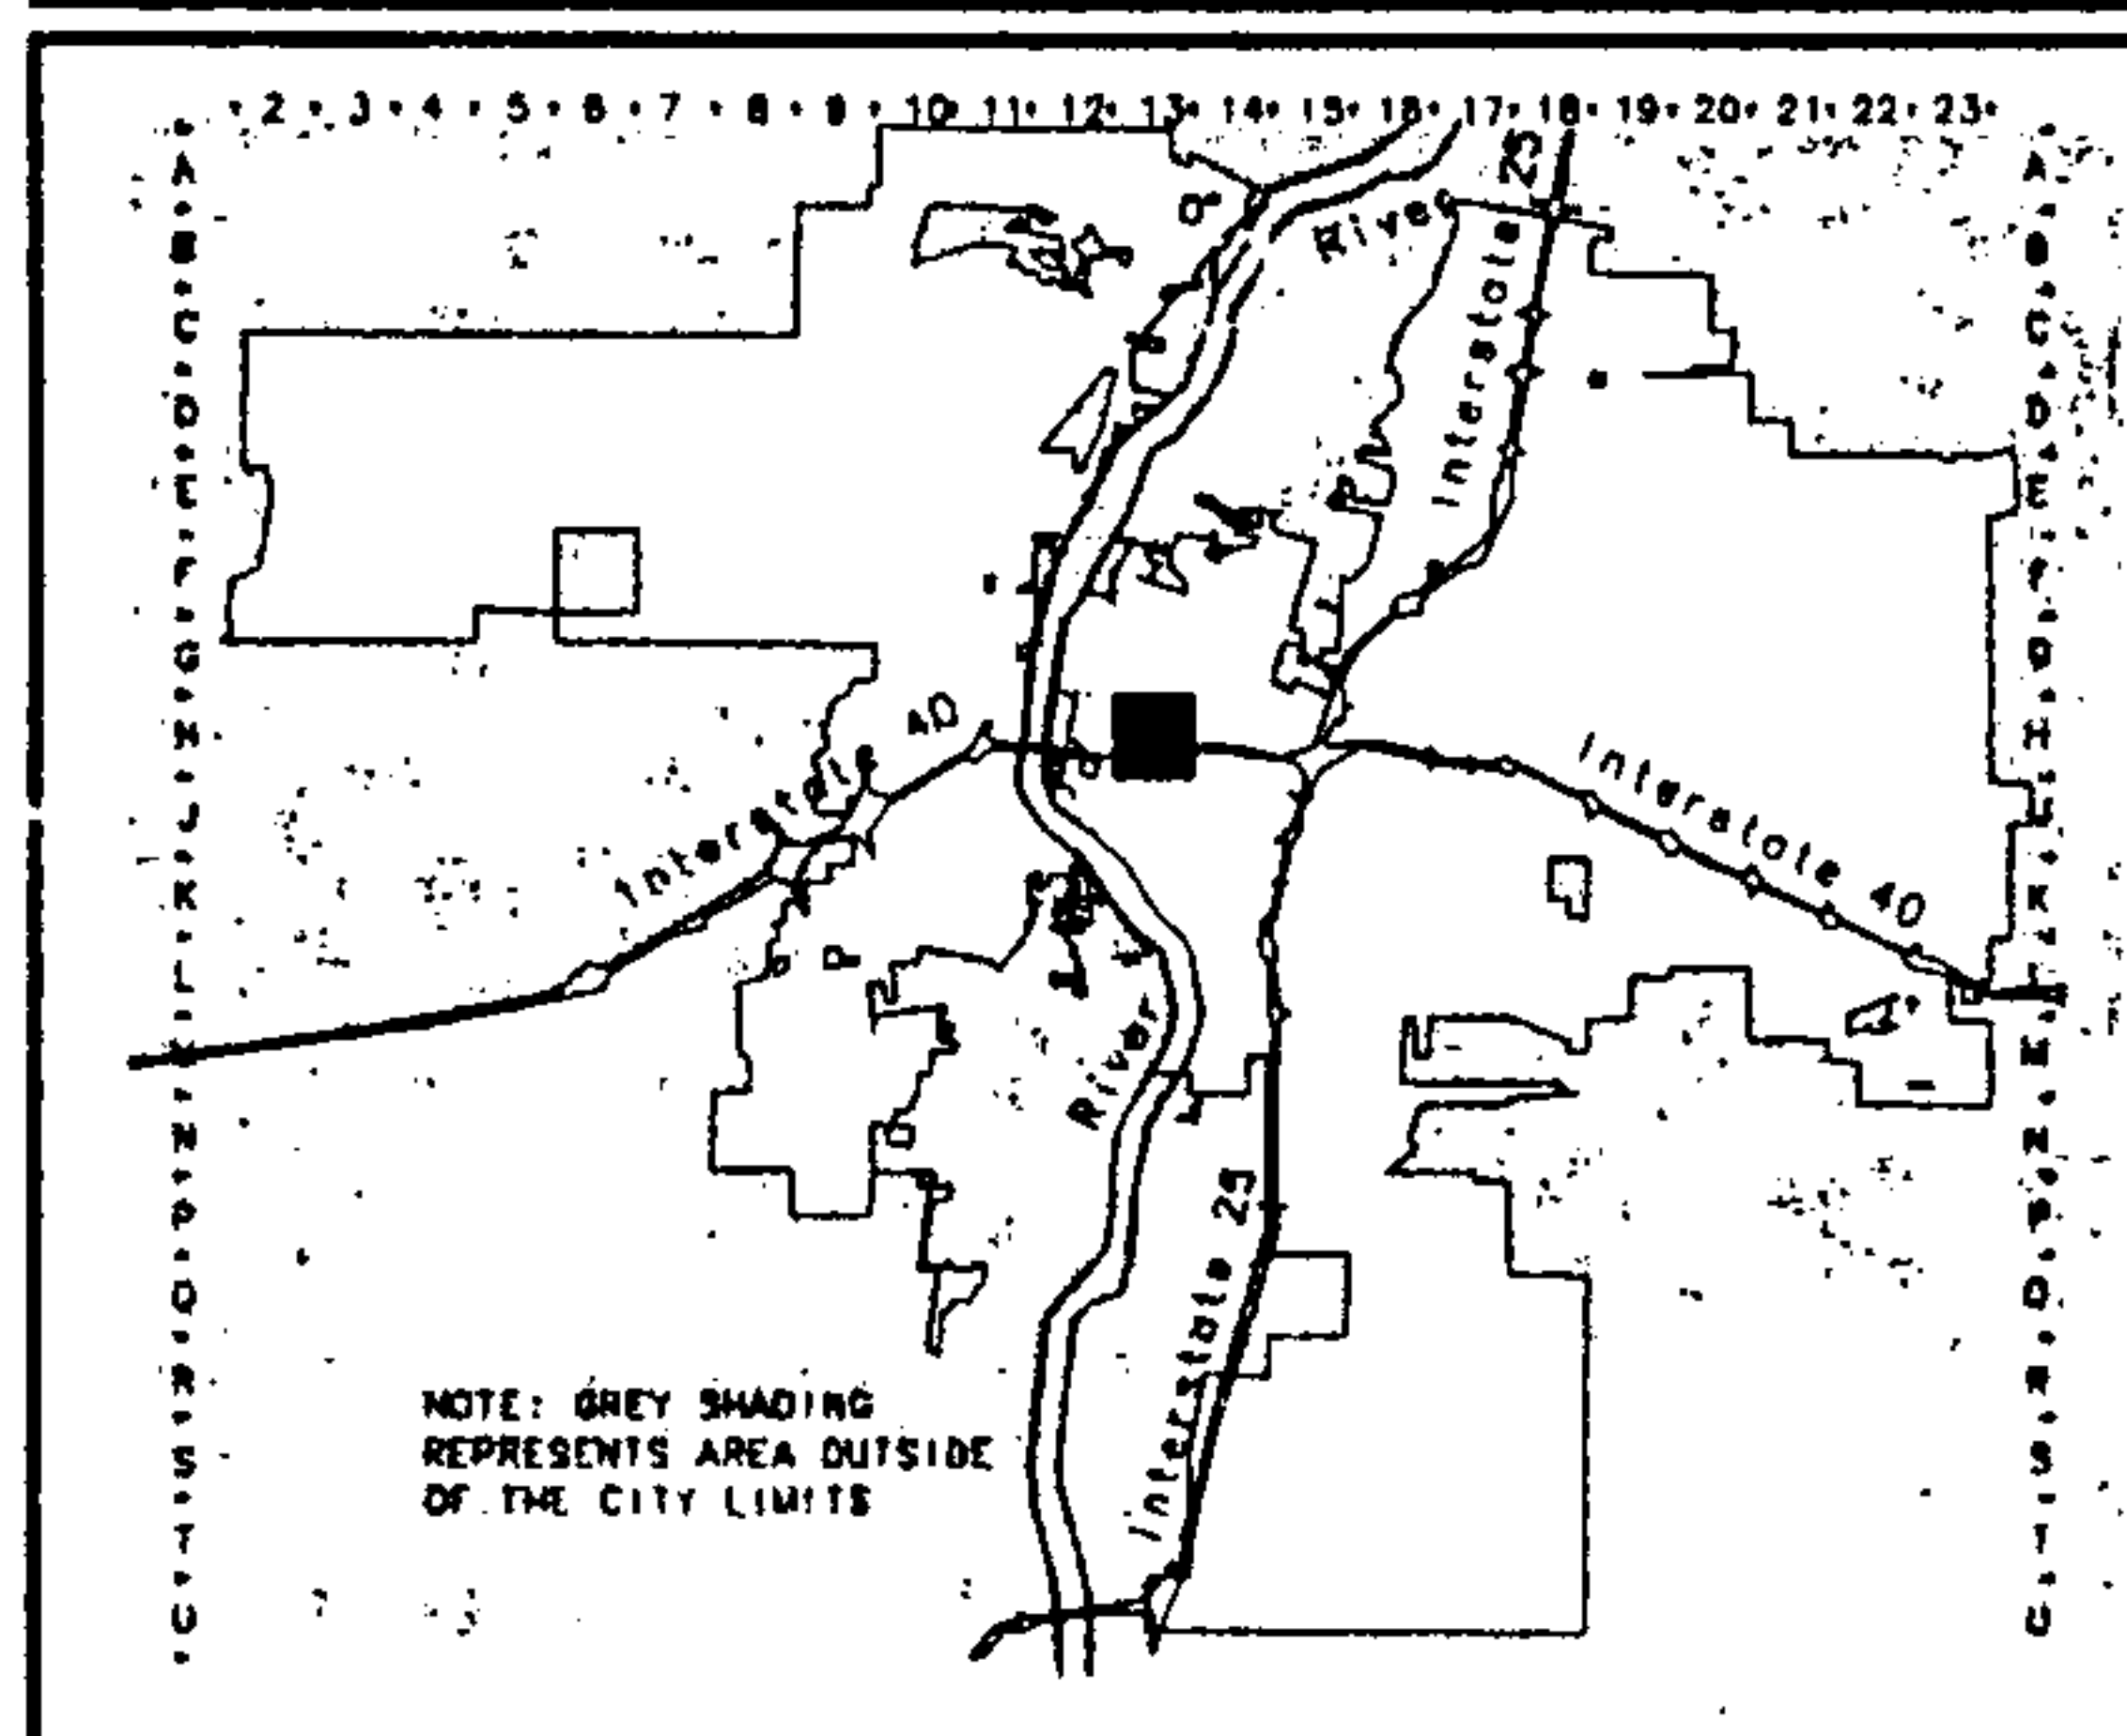 2 3 4 5 6 7 8 9 10 11 12 13 14 15 16 17 18 19 20 21 22 23
A A
B B
C C
D D
E E
F F
G G
H H
J J
K K
L L
M M
N N
P P
Q Q
R R
S S
T T
U U
River
Interstate 25
Interstate 40
Interstate 40
River
Interstate 25
NOTE: GREY SHADING
REPRESENTS AREA OUTSIDE
OF THE CITY LIMITS